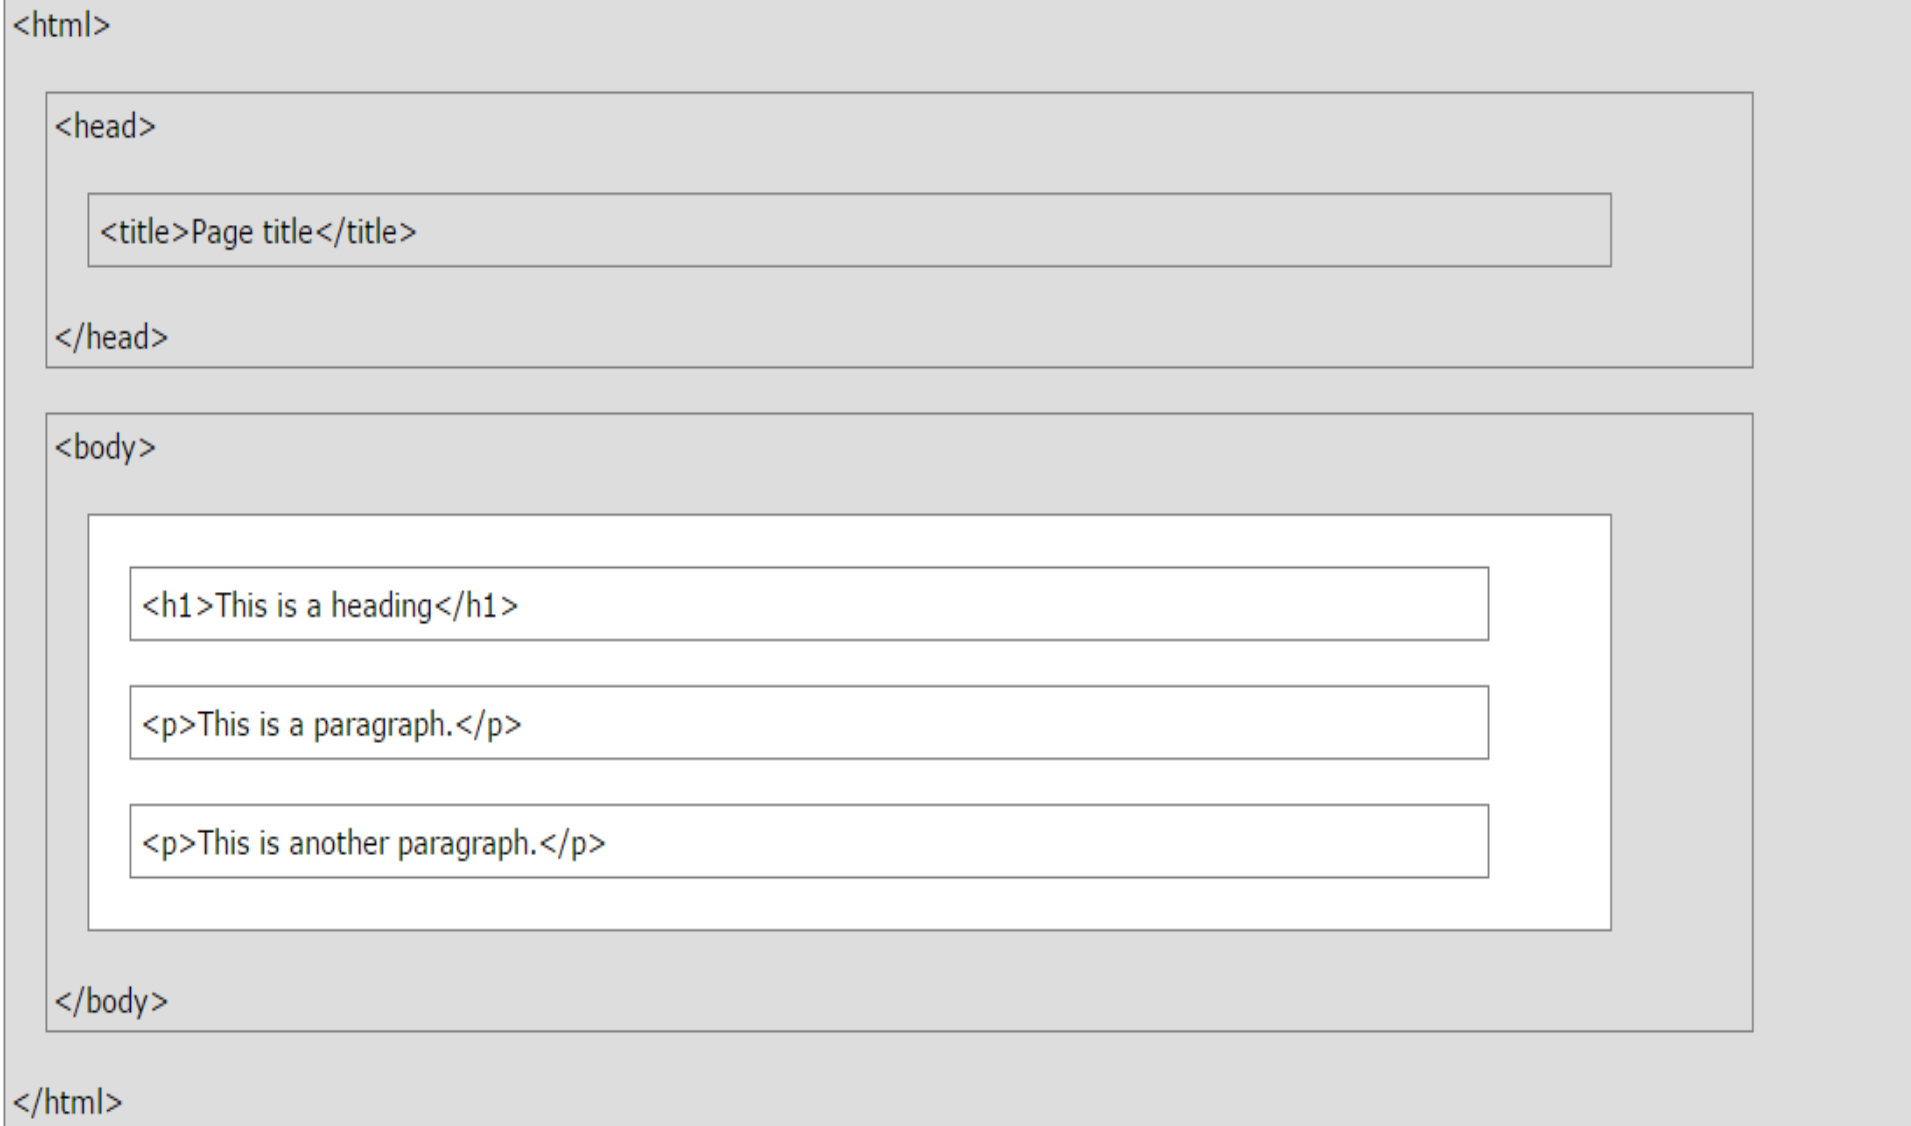 <html>
<head>
<title>Page title</title>
</head>
<body>
<h1>This is a heading</h1>
<p>This is a paragraph.</p>
<p>This is another paragraph.</p>
</body>
</html>